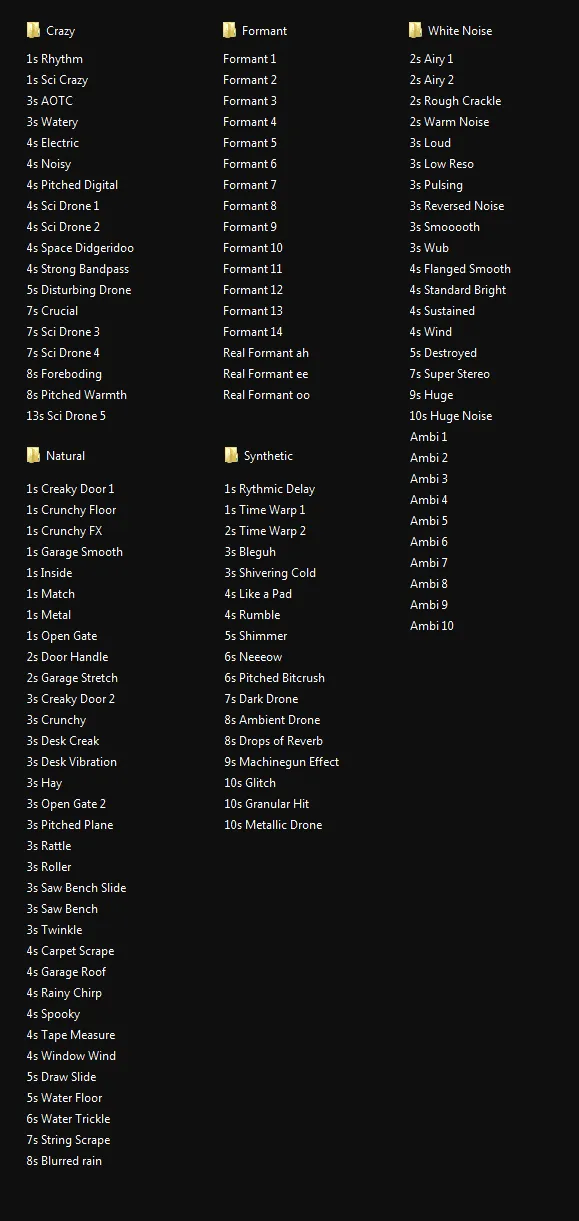 Crazy
1s Rhythm
1s Sci Crazy
3s AOTC
3s Watery
4s Electric
4s Noisy
4s Pitched Digital
4s Sci Drone 1
4s Sci Drone 2
4s Space Didgeridoo
4s Strong Bandpass
5s Disturbing Drone
7s Crucial
7s Sci Drone 3
7s Sci Drone 4
8s Foreboding
8s Pitched Warmth
13s Sci Drone 5
Natural
1s Creaky Door 1
1s Crunchy Floor
1s Crunchy FX
1s Garage Smooth
1s Inside
1s Match
1s Metal
1s Open Gate
2s Door Handle
2s Garage Stretch
3s Creaky Door 2
3s Crunchy
3s Desk Creak
3s Desk Vibration
3s Hay
3s Open Gate 2
3s Pitched Plane
3s Rattle
3s Roller
3s Saw Bench Slide
3s Saw Bench
3s Twinkle
4s Carpet Scrape
4s Garage Roof
4s Rainy Chirp
4s Spooky
4s Tape Measure
4s Window Wind
5s Draw Slide
5s Water Floor
6s Water Trickle
7s String Scrape
8s Blurred rain
Formant
Formant 1
Formant 2
Formant 3
Formant 4
Formant 5
Formant 6
Formant 7
Formant 8
Formant 9
Formant 10
Formant 11
Formant 12
Formant 13
Formant 14
Real Formant ah
Real Formant ee
Real Formant oo
Synthetic
1s Rythmic Delay
1s Time Warp 1
2s Time Warp 2
3s Bleguh
3s Shivering Cold
4s Like a Pad
4s Rumble
5s Shimmer
6s Neeeow
6s Pitched Bitcrush
7s Dark Drone
8s Ambient Drone
8s Drops of Reverb
9s Machinegun Effect
10s Glitch
10s Granular Hit
10s Metallic Drone
White Noise
2s Airy 1
2s Airy 2
2s Rough Crackle
2s Warm Noise
3s Loud
3s Low Reso
3s Pulsing
3s Reversed Noise
3s Smooooth
3s Wub
4s Flanged Smooth
4s Standard Bright
4s Sustained
4s Wind
5s Destroyed
7s Super Stereo
9s Huge
10s Huge Noise
Ambi 1
Ambi 2
Ambi 3
Ambi 4
Ambi 5
Ambi 6
Ambi 7
Ambi 8
Ambi 9
Ambi 10